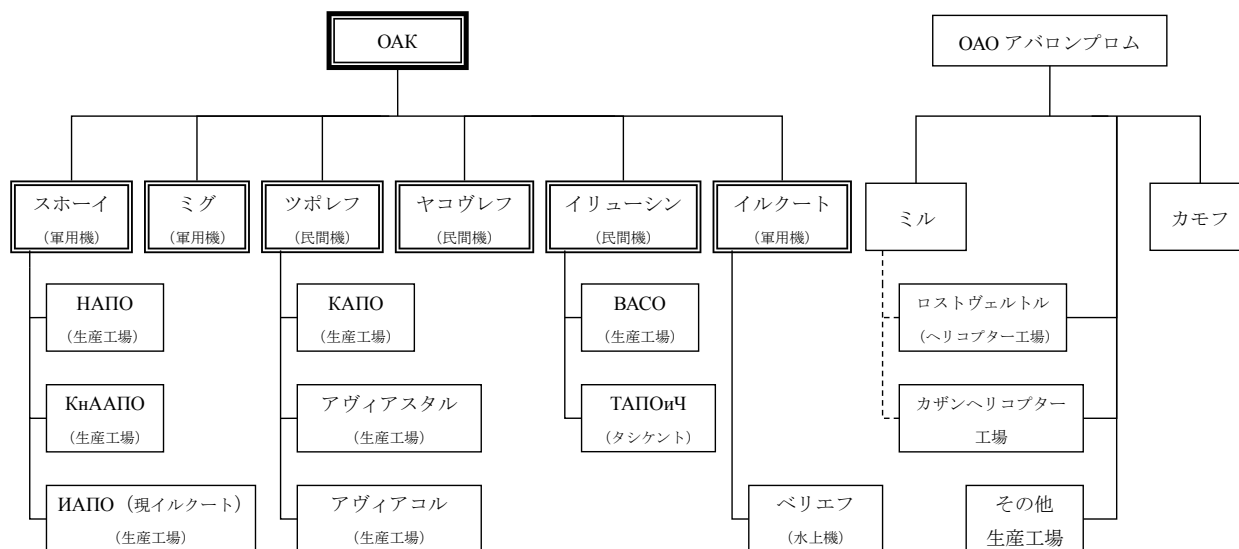 ОАК
ОАО アバロンプロム
スホーイ
（軍用機）
ミグ
（軍用機）
ツポレフ
（民間機）
ヤコヴレフ
（民間機）
イリューシン
（民間機）
イルクート
（軍用機）
ミル
カモフ
НАПО
（生産工場）
КАПО
（生産工場）
ВАСО
（生産工場）
ロストヴェルトル
（ヘリコプター工場）
КнААПО
（生産工場）
アヴィアスタル
（生産工場）
ТАПОиЧ
（タシケント）
カザンヘリコプター
工場
ИАПО（現イルクート）
（生産工場）
アヴィアコル
（生産工場）
ベリエフ
（水上機）
その他
生産工場